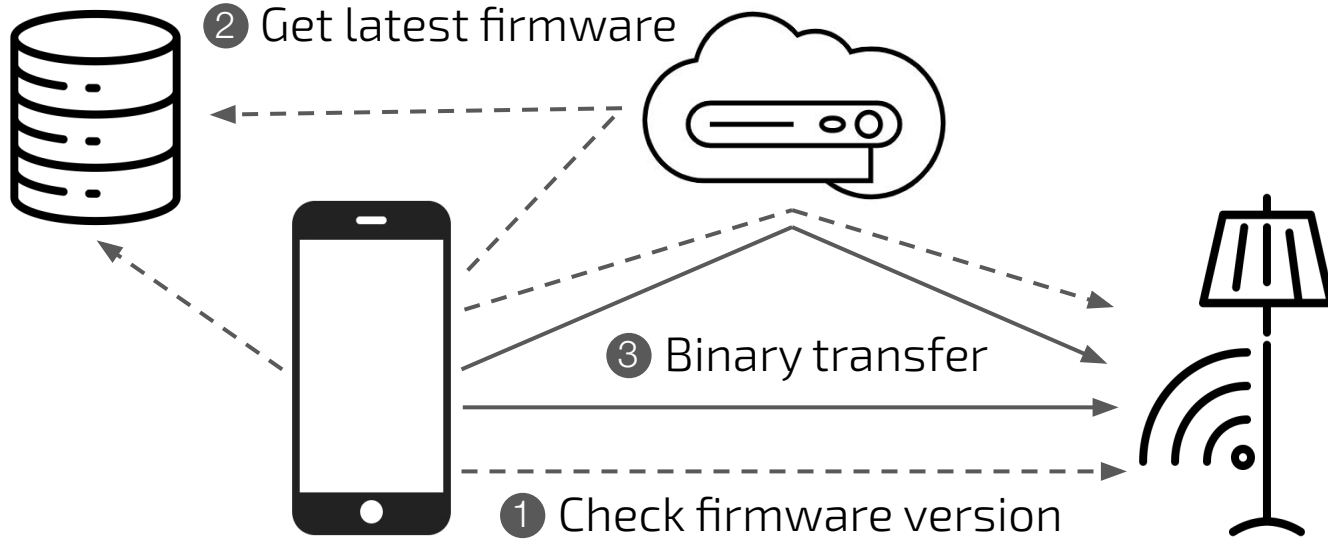 2 Get latest firmware
3 Binary transfer
1 Check firmware version